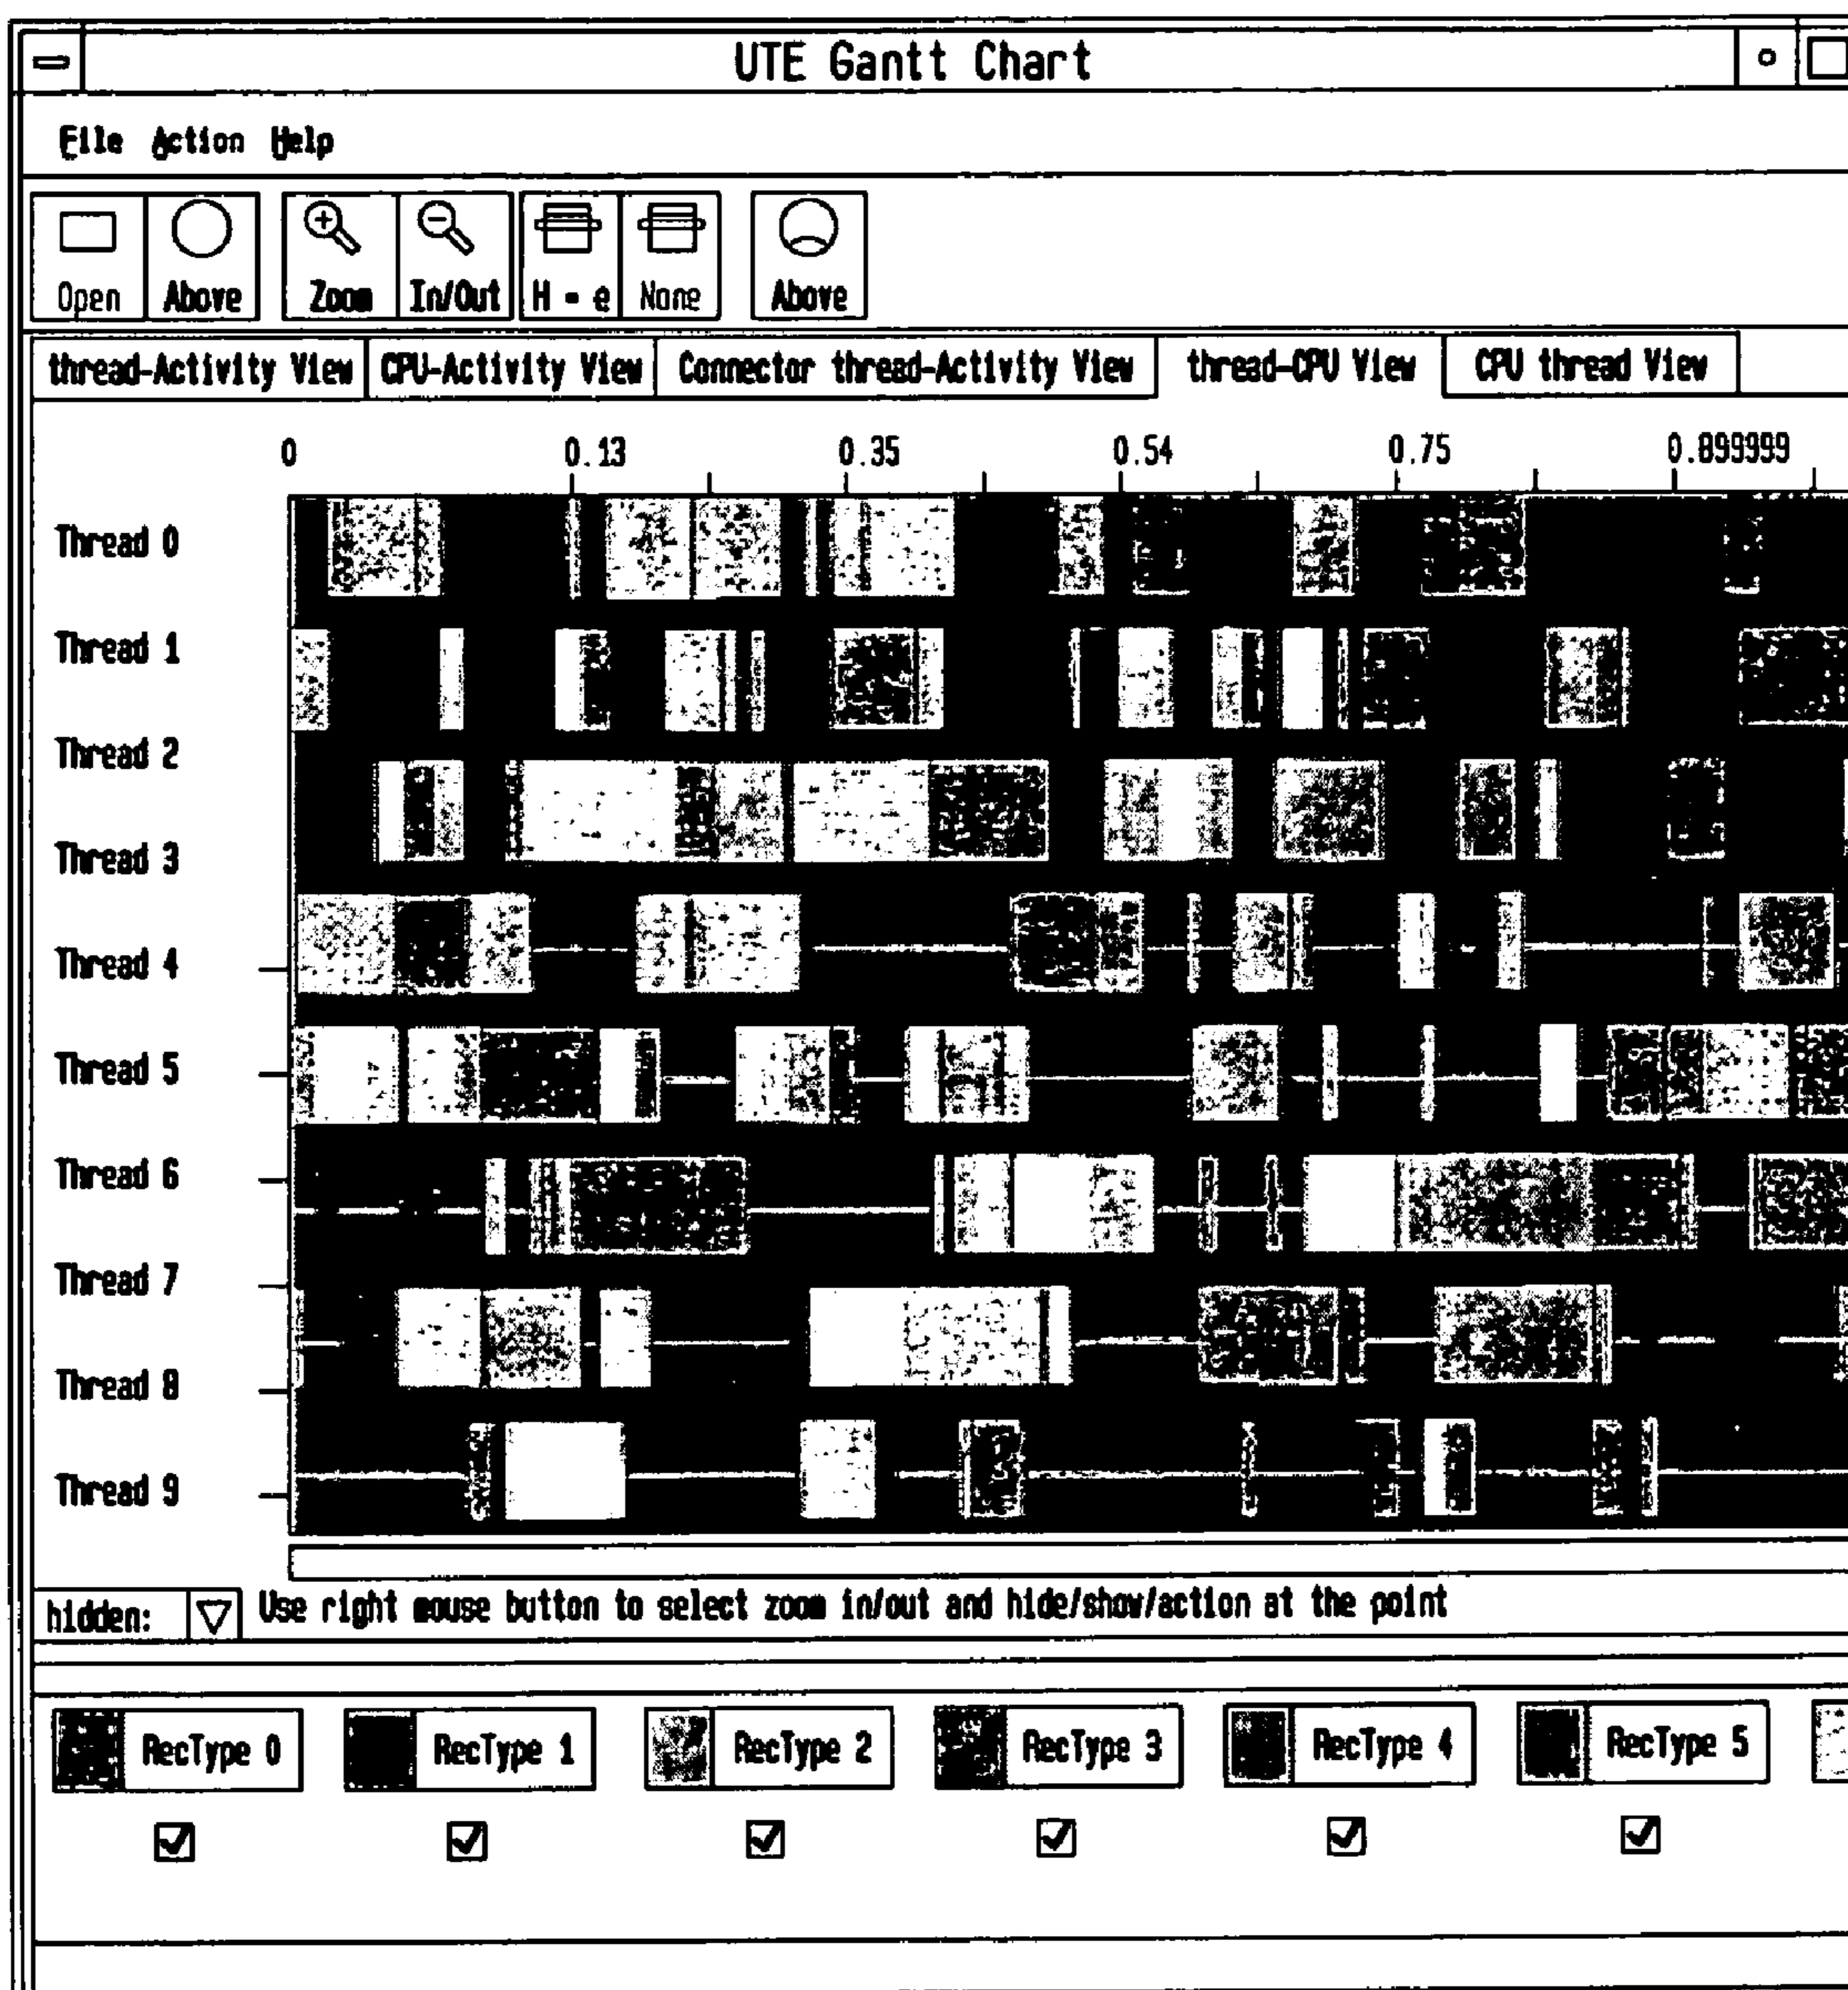 UTE Gantt Chart
File Action Help
Open Above Zoom In/Out H - e None Above
thread-Activity View CPU-Activity View Connector thread-Activity View thread-CPU View CPU thread View
0 0.13 0.35 0.54 0.75 0.899999
Thread 0
Thread 1
Thread 2
Thread 3
Thread 4
Thread 5
Thread 6
Thread 7
Thread 8
Thread 9
hidden: Use right mouse button to select zoom in/out and hide/show/action at the point
RecType 0 RecType 1 RecType 2 RecType 3 RecType 4 RecType 5